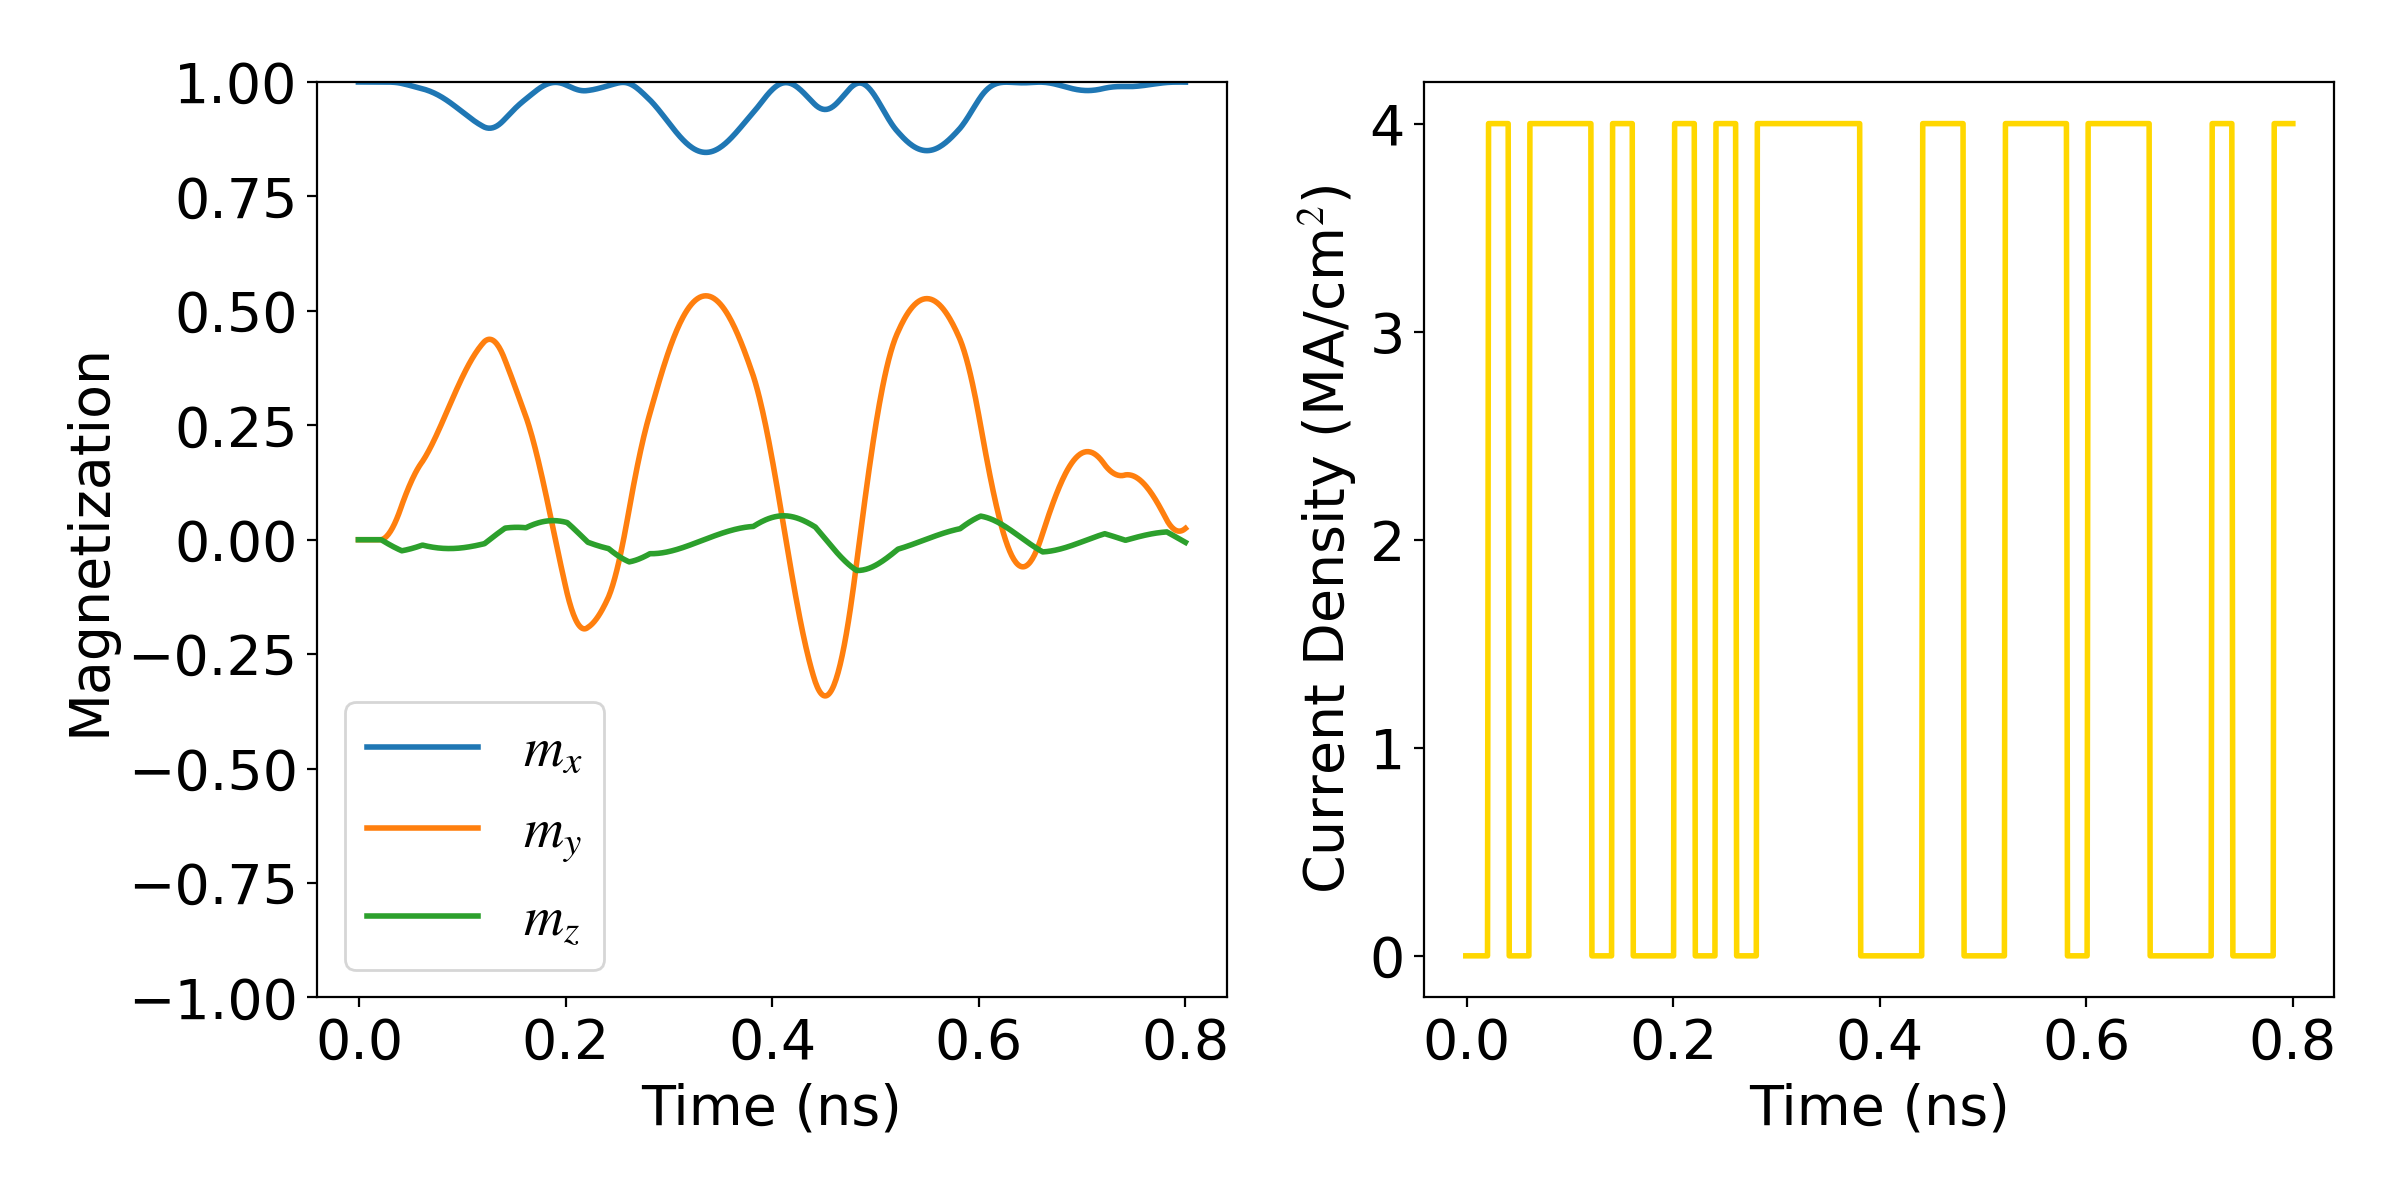 Magnetization
1.00
0.75
0.50
0.25
0.00
−0.25
−0.50
−0.75
−1.00
m_x
m_y
m_z
0.0 0.2 0.4 0.6 0.8
Time (ns)
Current Density (MA/cm²)
4
3
2
1
0
0.0 0.2 0.4 0.6 0.8
Time (ns)